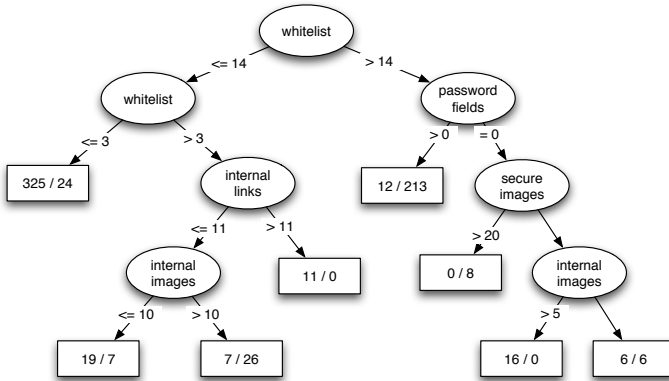 whitelist
<= 14
> 14
whitelist
password
fields
<= 3
> 3
> 0
= 0
325 / 24
internal
links
12 / 213
secure
images
<= 11
> 11
> 20
internal
images
11 / 0
0 / 8
internal
images
<= 10
> 10
> 5
19 / 7
7 / 26
16 / 0
6 / 6